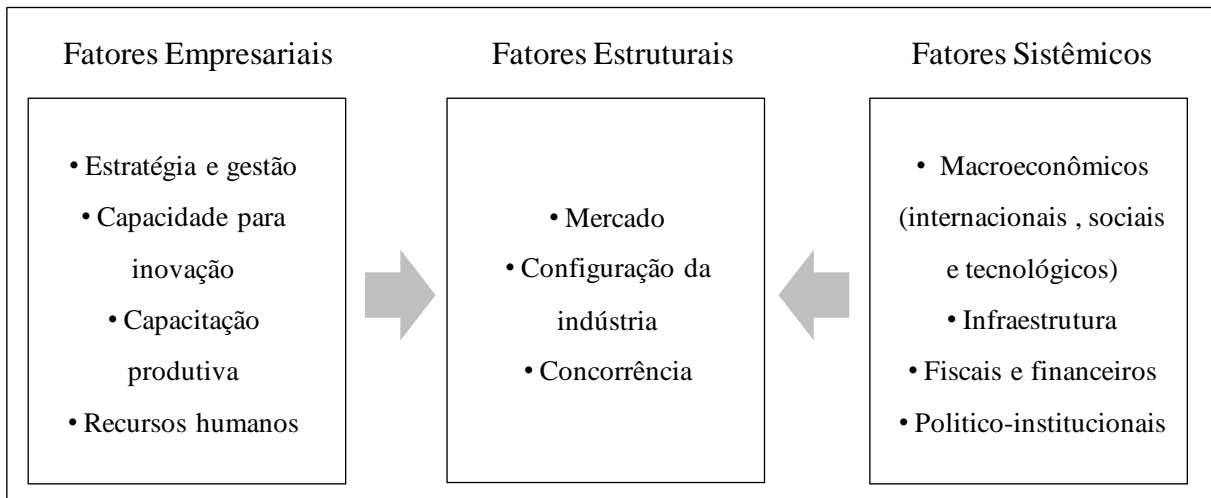 Fatores Empresariais
• Estratégia e gestão
• Capacidade para
inovação
• Capacitação
produtiva
• Recursos humanos
Fatores Estruturais
• Mercado
• Configuração da
indústria
• Concorrência
Fatores Sistêmicos
• Macroeconômicos
(internacionais , sociais
e tecnológicos)
• Infraestrutura
• Fiscais e financeiros
• Politico-institucionais